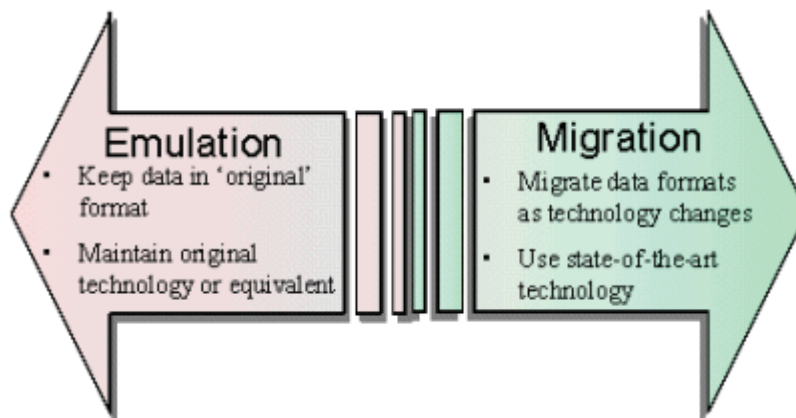 Emulation
• Keep data in ‘original’
format
• Maintain original
technology or equivalent
Migration
• Migrate data formats
as technology changes
• Use state-of-the-art
technology